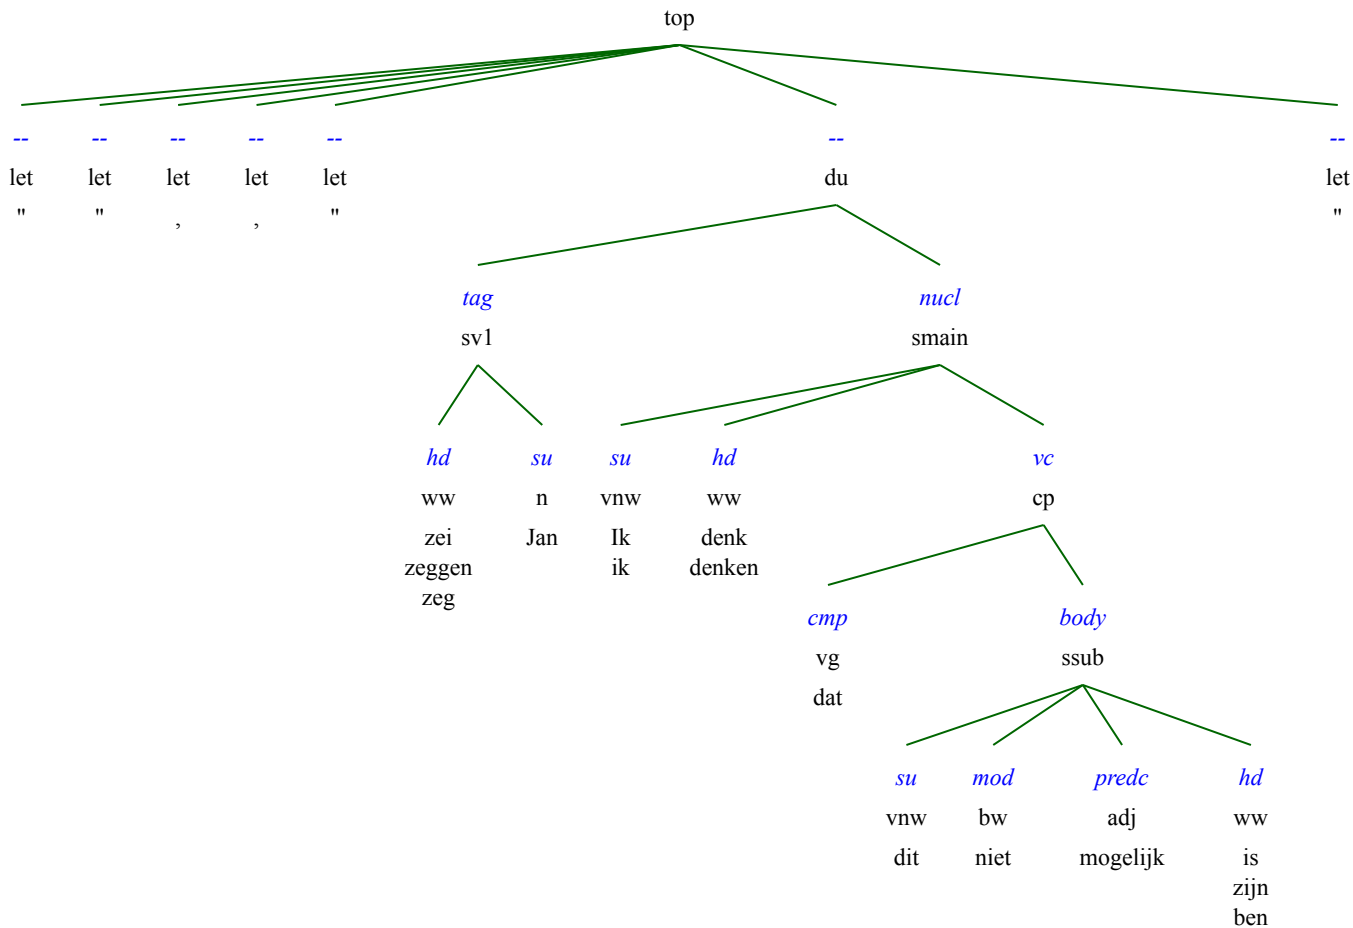 top
-- -- -- -- -- -- --
let let let let let du let
" " , , " "
tag nucl
sv1 smain
hd su su hd vc
ww n vnw ww cp
zei Jan Ik denk
zeggen ik denken
zeg
cmp body
vg ssub
dat
su mod predc hd
vnw bw adj ww
dit niet mogelijk is
zijn
ben